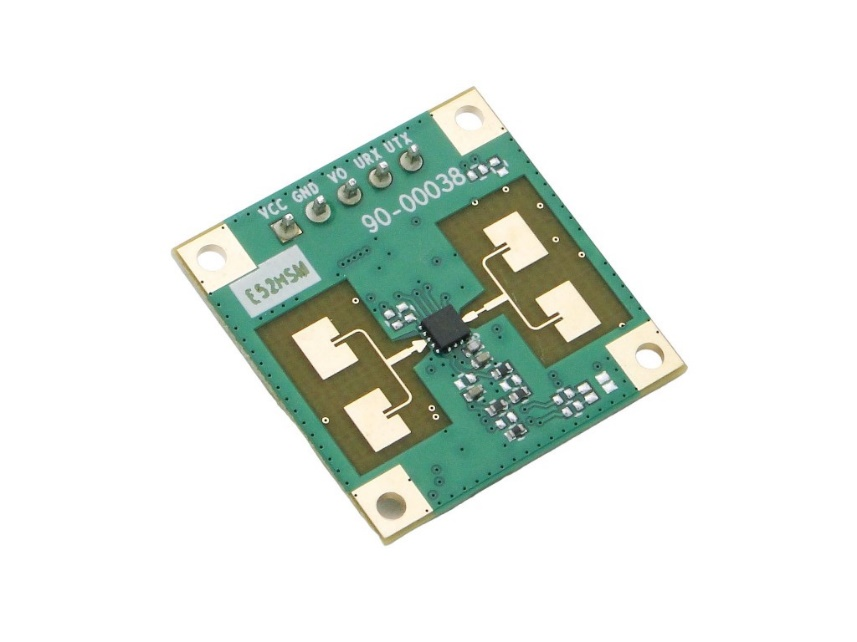 VCC GND VO URX UTX
90-00038
E52MSM